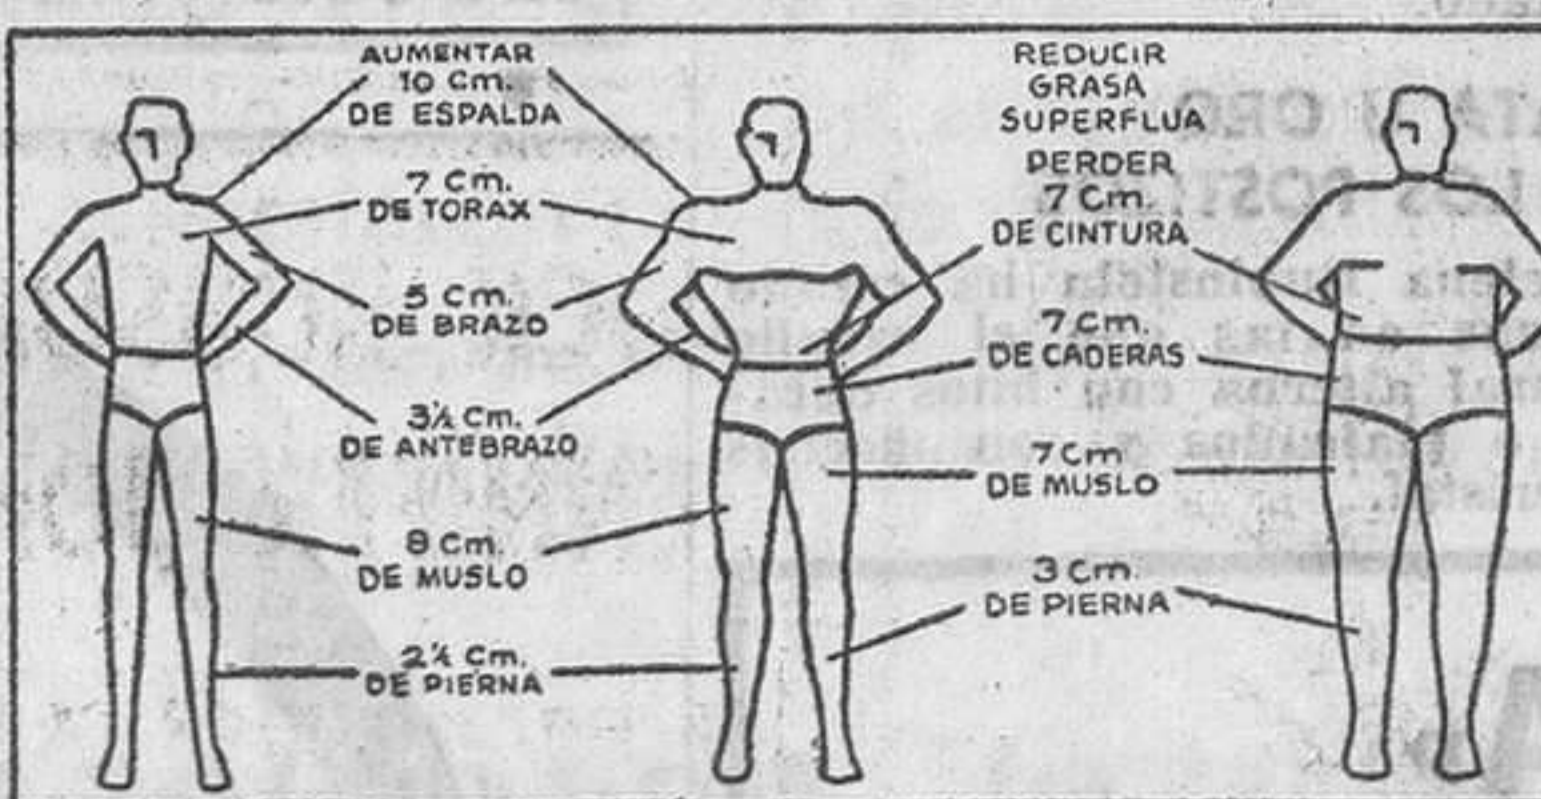 AUMENTAR
10 Cm.
DE ESPALDA
7 Cm.
DE TORAX
5 Cm.
DE BRAZO
3½ Cm.
DE ANTEBRAZO
8 Cm.
DE MUSLO
2¼ Cm.
DE PIERNA
REDUCIR
GRASA
SUPERFLUA
PERDER
7 Cm.
DE CINTURA
7 Cm.
DE CADERAS
7 Cm
DE MUSLO
3 Cm.
DE PIERNA